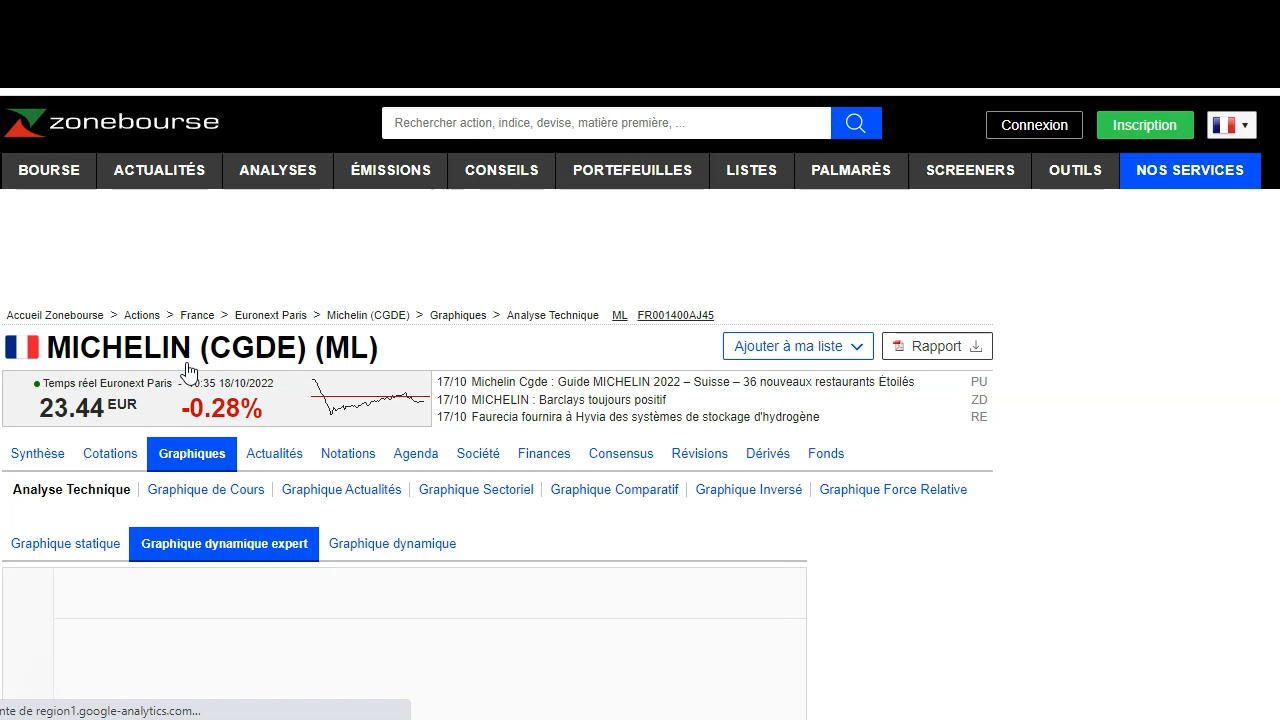 zonebourse
Rechercher action, indice, devise, matière première, ...
Connexion
Inscription
BOURSE ACTUALITÉS ANALYSES ÉMISSIONS CONSEILS PORTEFEUILLES LISTES PALMARÈS SCREENERS OUTILS NOS SERVICES
Accueil Zonebourse > Actions > France > Euronext Paris > Michelin (CGDE) > Graphiques > Analyse Technique ML FR001400AJ45
MICHELIN (CGDE) (ML)
Ajouter à ma liste
Rapport
Temps réel Euronext Paris - 0:35 18/10/2022
23.44 EUR -0.28%
17/10 Michelin Cgde : Guide MICHELIN 2022 – Suisse – 36 nouveaux restaurants Étoilés PU
17/10 MICHELIN : Barclays toujours positif ZD
17/10 Faurecia fournira à Hyvia des systèmes de stockage d'hydrogène RE
Synthèse Cotations Graphiques Actualités Notations Agenda Société Finances Consensus Révisions Dérivés Fonds
Analyse Technique Graphique de Cours Graphique Actualités Graphique Sectoriel Graphique Comparatif Graphique Inversé Graphique Force Relative
Graphique statique Graphique dynamique expert Graphique dynamique
nte de region1.google-analytics.com...